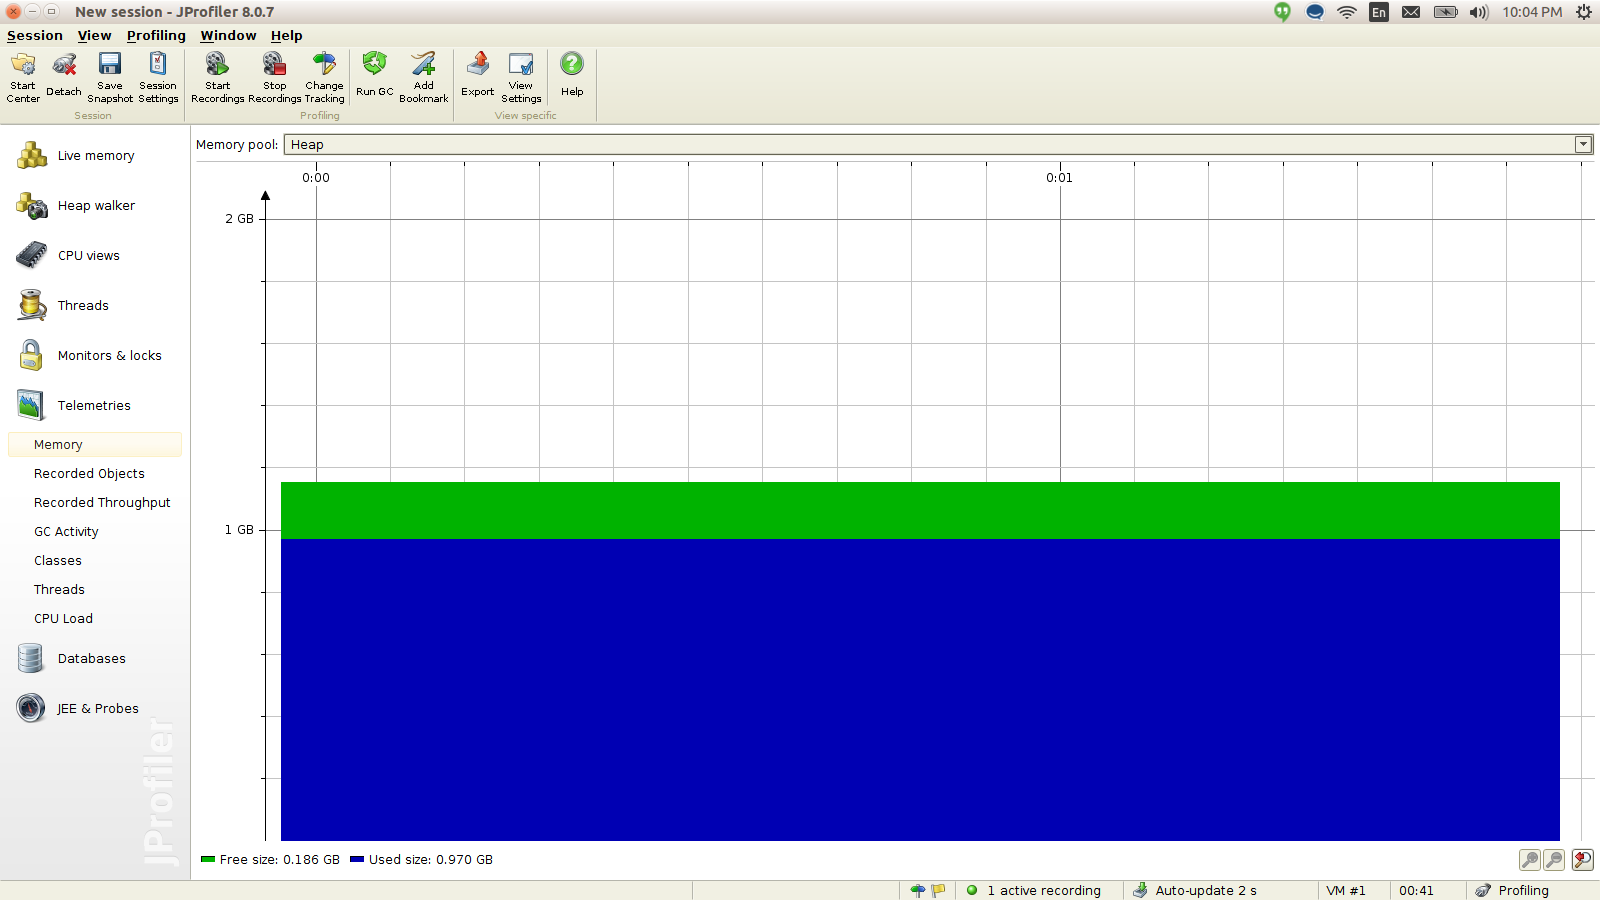 New session - JProfiler 8.0.7
En
10:04 PM
Session View Profiling Window Help
Start Center
Detach
Save Snapshot
Session Settings
Start Recordings
Stop Recordings
Change Tracking
Run GC
Add Bookmark
Export
View Settings
Help
Session
Profiling
View specific
Live memory
Heap walker
CPU views
Threads
Monitors & locks
Telemetries
Memory
Recorded Objects
Recorded Throughput
GC Activity
Classes
Threads
CPU Load
Databases
JEE & Probes
JProfiler
Memory pool: Heap
0:00
0:01
2 GB
1 GB
Free size: 0.186 GB
Used size: 0.970 GB
1 active recording
Auto-update 2 s
VM #1
00:41
Profiling